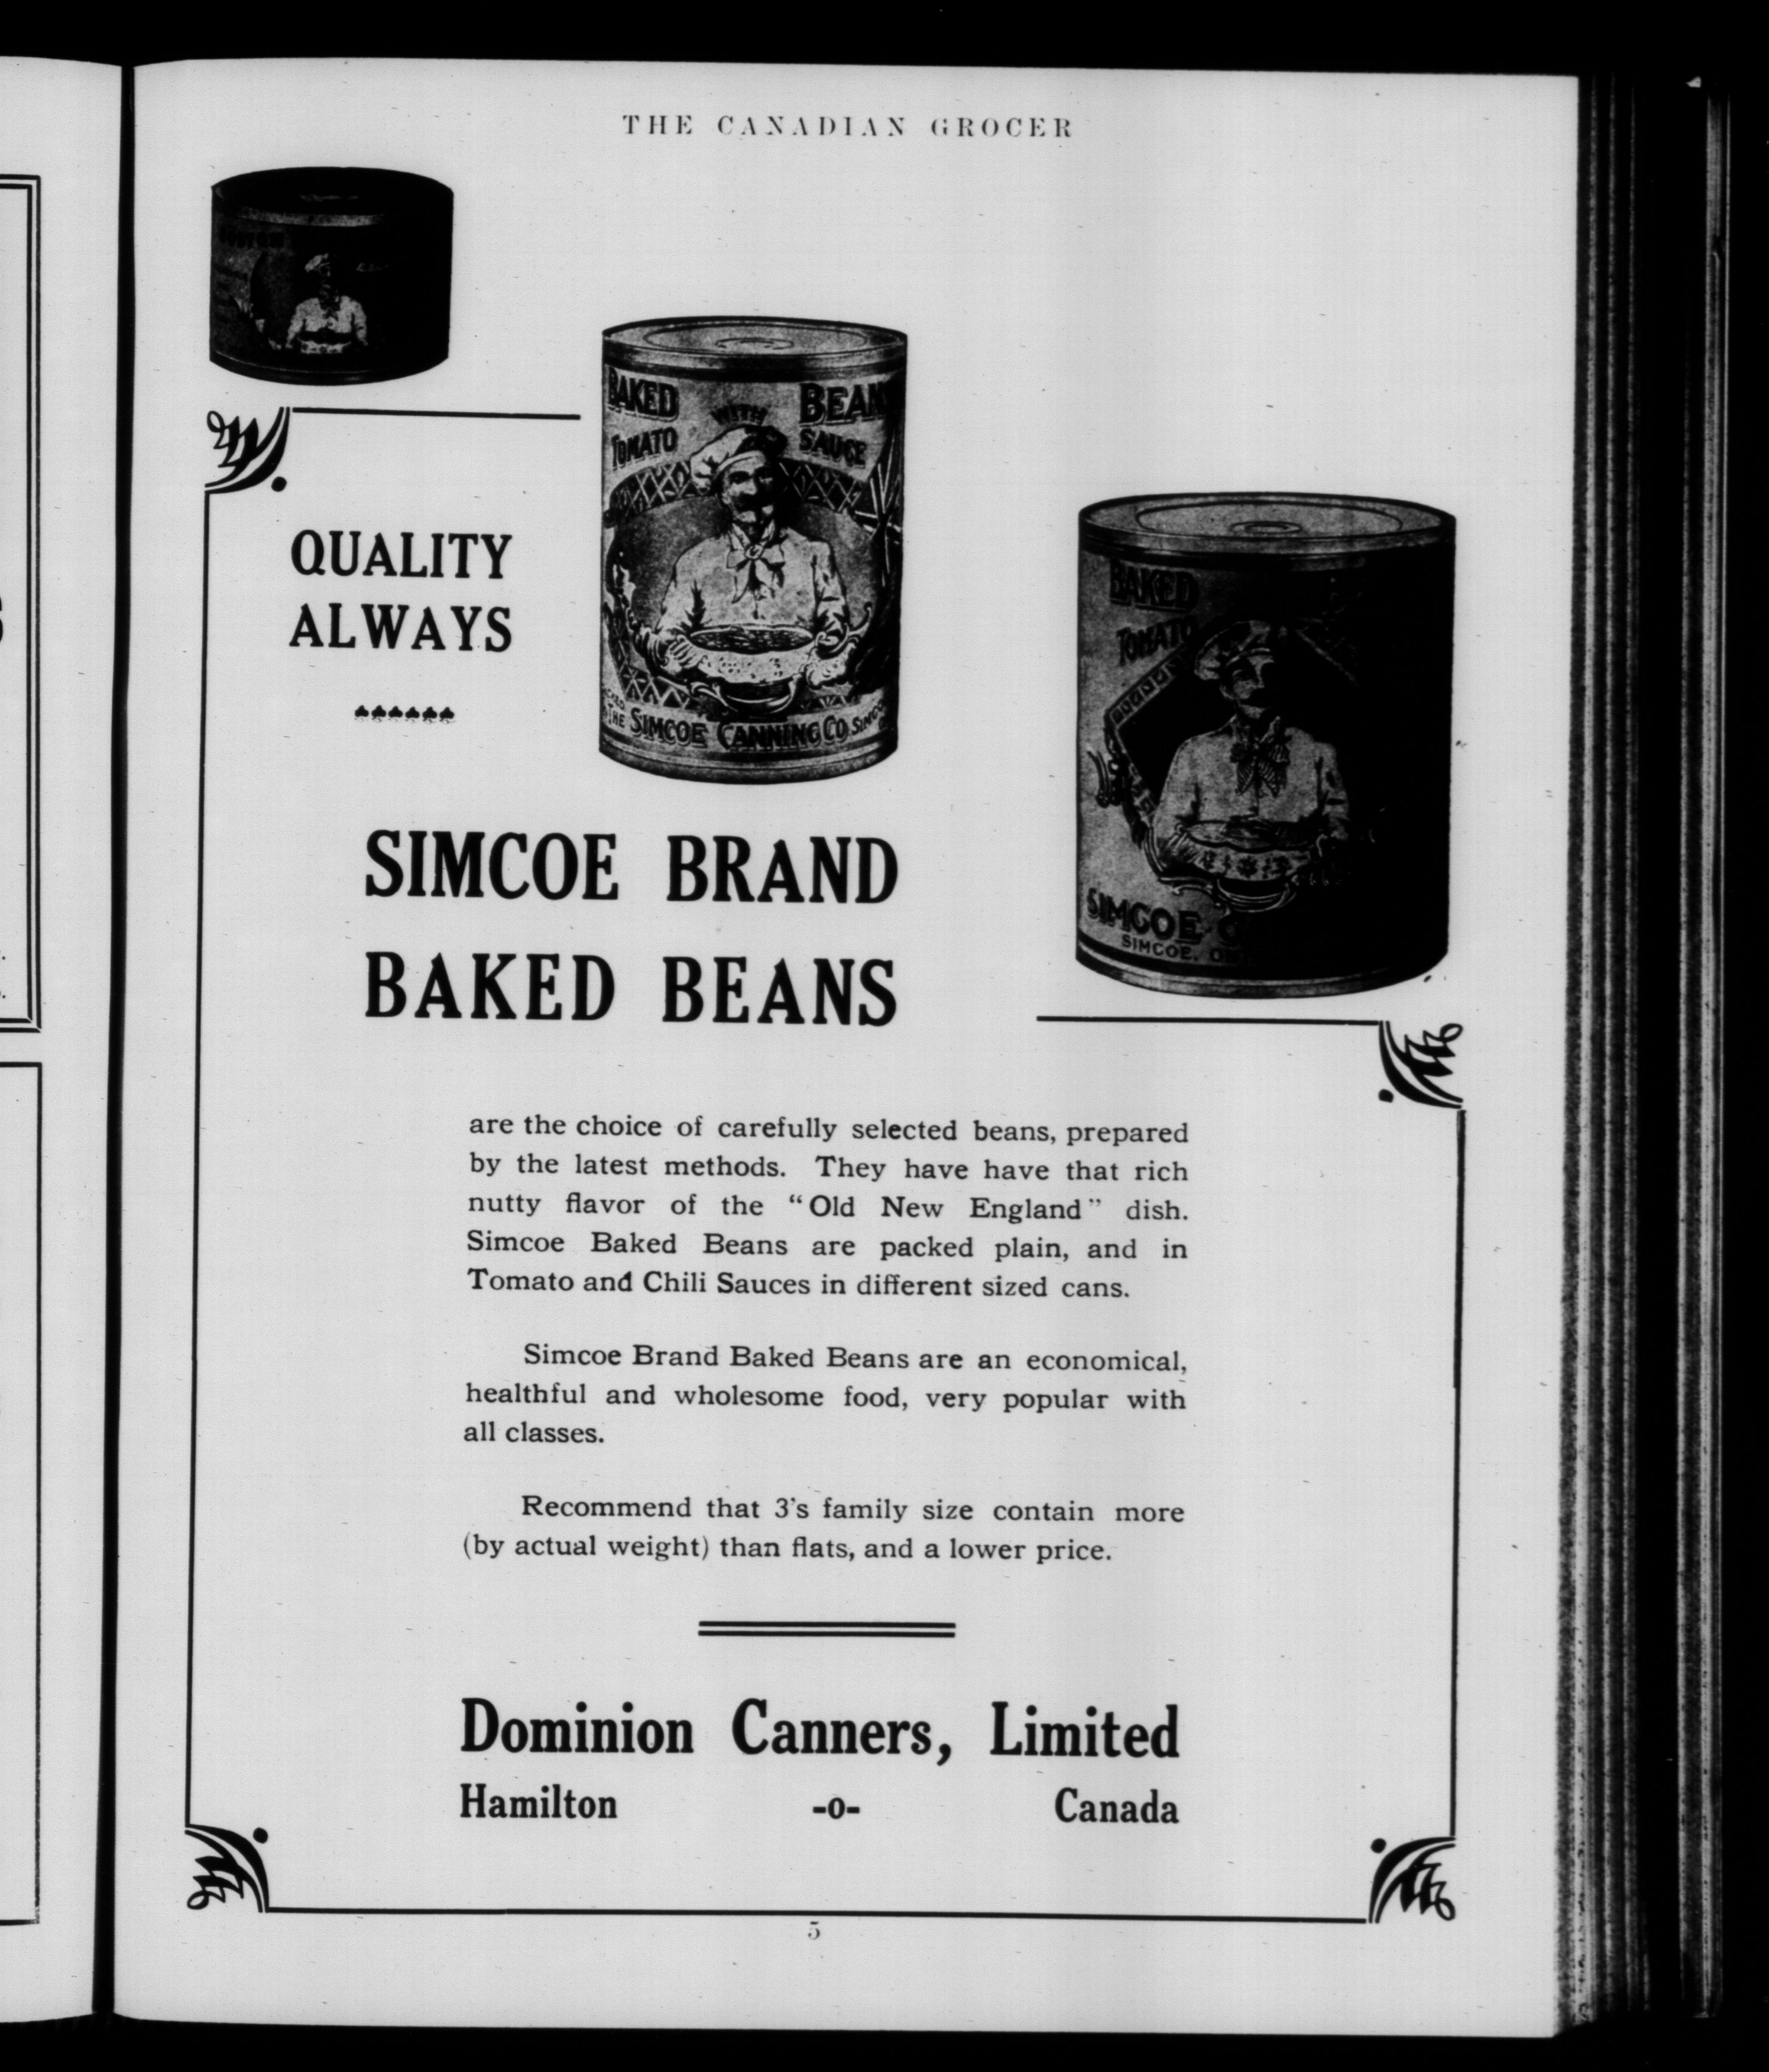 THE CANADIAN GROCER
BAKED WITH BEANS
TOMATO SAUCE
THE SIMCOE CANNING CO
QUALITY
ALWAYS
BAKED
TOMATO
SIMCOE
SIMCOE,
SIMCOE BRAND
BAKED BEANS
are the choice of carefully selected beans, prepared
by the latest methods. They have have that rich
nutty flavor of the “Old New England” dish.
Simcoe Baked Beans are packed plain, and in
Tomato and Chili Sauces in different sized cans.
Simcoe Brand Baked Beans are an economical,
healthful and wholesome food, very popular with
all classes.
Recommend that 3's family size contain more
(by actual weight) than flats, and a lower price.
Dominion Canners, Limited
Hamilton -o- Canada
5